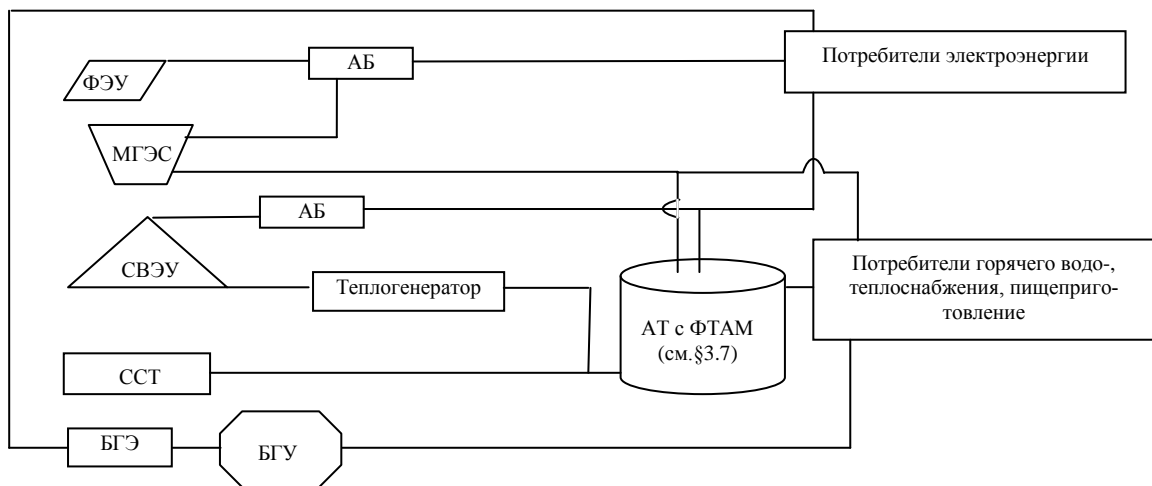 ФЭУ
АБ
Потребители электроэнергии
МГЭС
АБ
СВЭУ
Теплогенератор
Потребители горячего водо-,
теплоснабжения, пищеприго-
товление
АТ с ФТАМ
(см.§3.7)
ССТ
БГЭ
БГУ